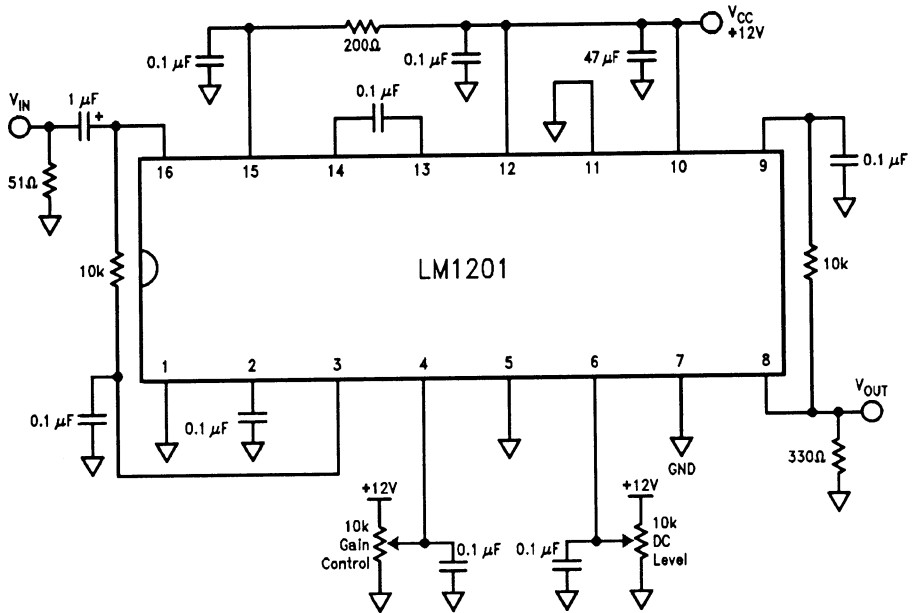 VCC
+12V
200Ω
0.1 μF
0.1 μF
47 μF
0.1 μF
VIN
1 μF
+
16
15
14
13
12
11
10
9
0.1 μF
51Ω
10k
LM1201
10k
1
2
3
4
5
6
7
8
VOUT
0.1 μF
0.1 μF
GND
330Ω
+12V
+12V
10k
Gain
Control
0.1 μF
0.1 μF
10k
DC
Level